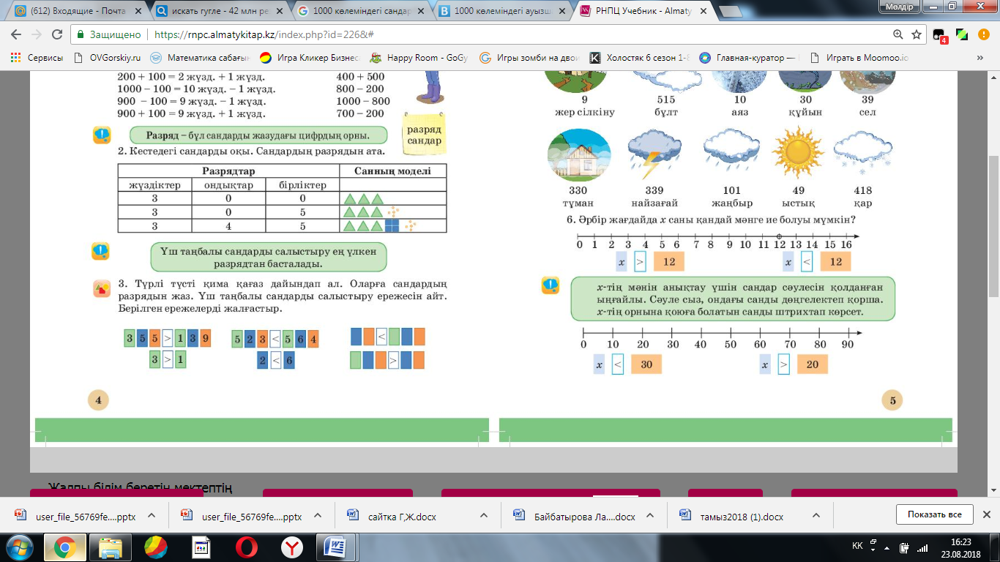 (612) Входящие - Почта
искать гугле - 42 млн ре
1000 көлеміндегі сандар
1000 көлеміндегі ауызш
РНПЦ Учебник - Almaty
Мөлдір
Защищено
https://rnpc.almatykitap.kz/index.php?id=226&#
4
Сервисы
OVGorskiy.ru
Математика сабағын
Игра Кликер Бизнес
Happy Room - GoGy
Игры зомби на двои
Холостяк 6 сезон 1-8
Главная-куратор —
Играть в Moomoo.io
»
200 + 100 = 2 жүзд. + 1 жүзд.
400 + 500
1000 – 100 = 10 жүзд. – 1 жүзд.
800 – 200
900 – 100 = 9 жүзд. – 1 жүзд.
1000 – 800
900 + 100 = 9 жүзд. + 1 жүзд.
700 – 200
Разряд – бұл сандарды жазудағы цифрдың орны.
разряд
сандар
2. Кестедегі сандарды оқы. Сандардың разрядын ата.
Разрядтар
Санның моделі
жүздіктер
ондықтар
бірліктер
3 0 0
3 0 5
3 4 5
Үш таңбалы сандарды салыстыру ең үлкен
разрядтан басталады.
3. Түрлі түсті қима қағаз дайындап ал. Оларға сандардың
разрядын жаз. Үш таңбалы сандарды салыстыру ережесін айт.
Берілген ережелерді жалғастыр.
3 5 5 > 1 3 9
5 2 3 < 5 6 4
<
3 > 1
2 < 6
>
4
9
515
10
30
39
жер сілкіну
бұлт
аяз
құйын
сел
330
339
101
49
418
тұман
найзағай
жаңбыр
ыстық
қар
6. Әрбір жағдайда x саны қандай мәнге ие болуы мүмкін?
0 1 2 3 4 5 6 7 8 9 10 11 12 13 14 15 16
x > 12
x < 12
x-тің мәнін анықтау үшін сандар сәулесін қолданған
ыңғайлы. Сәуле сыз, ондағы санды дөңгелектеп қорша.
x-тің орнына қоюға болатын санды штрихтап көрсет.
0 10 20 30 40 50 60 70 80 90
x < 30
x > 20
5
Жалпы білім беретін мектептің
user_file_56769fe....pptx
user_file_56769fe....pptx
сайтка Г,Ж.docx
Байбатырова Ла....docx
тамыз2018 (1).docx
Показать все
KK
16:23
23.08.2018